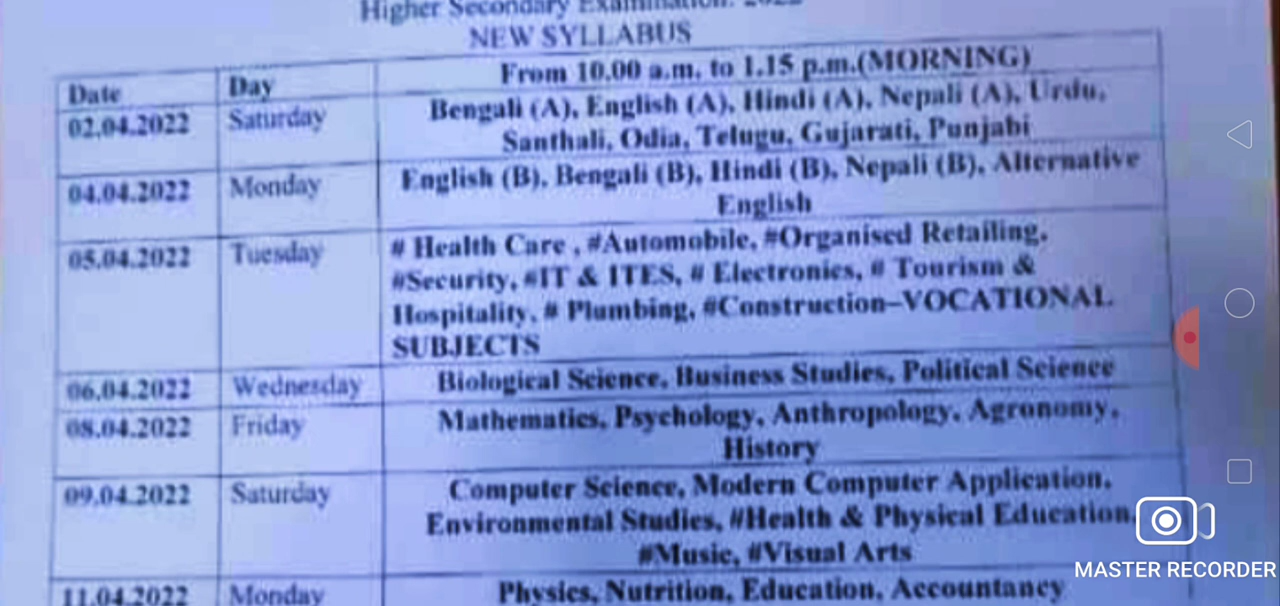 Higher Secondary Examination. 2022
NEW SYLLABUS
Date Day From 10.00 a.m. to 1.15 p.m.(MORNING)
02.04.2022 Saturday Bengali (A), English (A), Hindi (A), Nepali (A), Urdu,
Santhali, Odia, Telugu, Gujarati, Punjabi
04.04.2022 Monday English (B), Bengali (B), Hindi (B), Nepali (B), Alternative
English
05.04.2022 Tuesday # Health Care , #Automobile, #Organised Retailing,
#Security, #IT & ITES, # Electronics, # Tourism &
Hospitality, # Plumbing, #Construction–VOCATIONAL
SUBJECTS
06.04.2022 Wednesday Biological Science, Business Studies, Political Science
08.04.2022 Friday Mathematics, Psychology, Anthropology, Agronomy,
History
09.04.2022 Saturday Computer Science, Modern Computer Application,
Environmental Studies, #Health & Physical Education,
#Music, #Visual Arts
11.04.2022 Monday Physics, Nutrition, Education, Accountancy
MASTER RECORDER